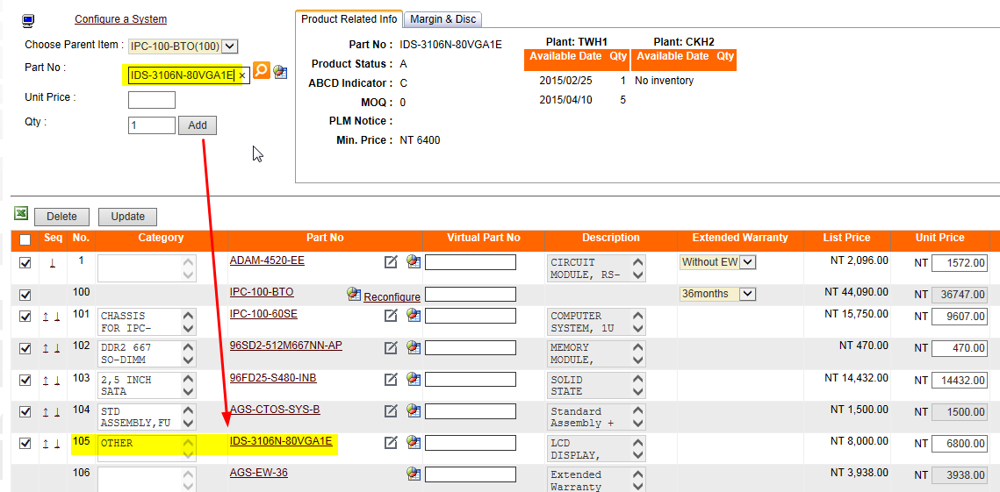 Configure a System
Choose Parent Item : IPC-100-BTO(100)
Part No : IDS-3106N-80VGA1E ×
Unit Price :
Qty : 1 Add
Product Related Info Margin & Disc
Part No : IDS-3106N-80VGA1E
Product Status : A
ABCD Indicator : C
MOQ : 0
PLM Notice :
Min. Price : NT 6400
Plant: TWH1 Plant: CKH2
Available Date Qty Available Date Qty
2015/02/25 1 No inventory
2015/04/10 5
Delete Update
Seq No. Category Part No Virtual Part No Description Extended Warranty List Price Unit Price
1 ADAM-4520-EE CIRCUIT Without EW NT 2,096.00 NT 1572.00
MODULE, RS-
100 IPC-100-BTO Reconfigure 36months NT 44,090.00 NT 36747.00
101 CHASSIS IPC-100-60SE COMPUTER NT 15,750.00 NT 9607.00
FOR IPC- SYSTEM, 1U
102 DDR2 667 96SD2-512M667NN-AP MEMORY NT 470.00 NT 470.00
SO-DIMM MODULE,
103 2,5 INCH 96FD25-S480-INB SOLID NT 14,432.00 NT 14432.00
SATA STATE
104 STD AGS-CTOS-SYS-B Standard NT 1,500.00 NT 1500.00
ASSEMBLY,FU Assembly +
105 OTHER IDS-3106N-80VGA1E LCD NT 8,000.00 NT 6800.00
DISPLAY,
106 AGS-EW-36 Extended NT 3,938.00 NT 3938.00
Warranty